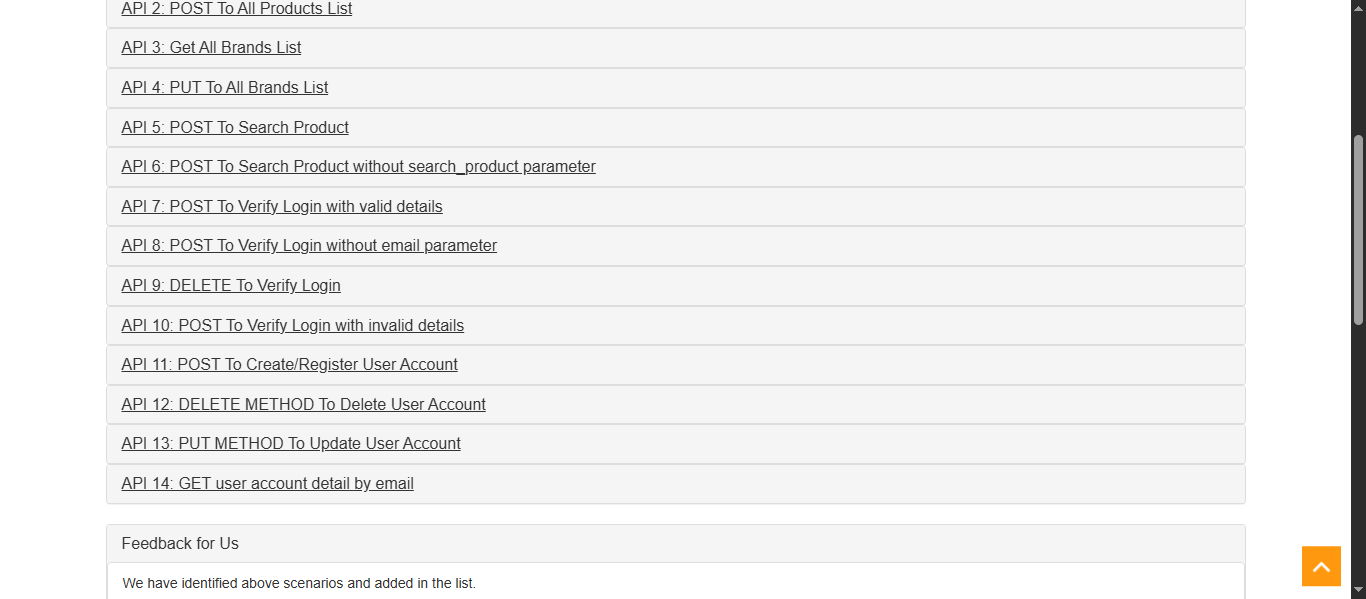 API 2: POST To All Products List
API 3: Get All Brands List
API 4: PUT To All Brands List
API 5: POST To Search Product
API 6: POST To Search Product without search_product parameter
API 7: POST To Verify Login with valid details
API 8: POST To Verify Login without email parameter
API 9: DELETE To Verify Login
API 10: POST To Verify Login with invalid details
API 11: POST To Create/Register User Account
API 12: DELETE METHOD To Delete User Account
API 13: PUT METHOD To Update User Account
API 14: GET user account detail by email
Feedback for Us
We have identified above scenarios and added in the list.